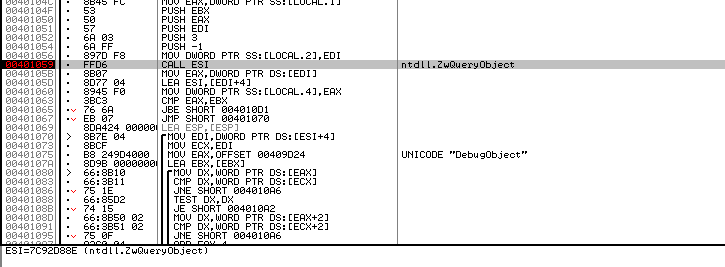 0040104C · 8B45 FC MOV EAX,DWORD PTR SS:[LOCAL.1]
0040104F · 53 PUSH EBX
00401050 · 50 PUSH EAX
00401051 · 57 PUSH EDI
00401052 · 6A 03 PUSH 3
00401054 · 6A FF PUSH -1
00401056 · 897D F8 MOV DWORD PTR SS:[LOCAL.2],EDI
00401059 · FFD6 CALL ESI ntdll.ZwQueryObject
0040105B · 8B07 MOV EAX,DWORD PTR DS:[EDI]
0040105D · 8D77 04 LEA ESI,[EDI+4]
00401060 · 8945 F0 MOV DWORD PTR SS:[LOCAL.4],EAX
00401063 · 3BC3 CMP EAX,EBX
00401065 · 76 6A JBE SHORT 004010D1
00401067 · EB 07 JMP SHORT 00401070
00401069 8DA424 000000 LEA ESP,[ESP]
00401070 > 8B7E 04 MOV EDI,DWORD PTR DS:[ESI+4]
00401073 · 8BCF MOV ECX,EDI
00401075 · B8 249D4000 MOV EAX,OFFSET 00409D24 UNICODE "DebugObject"
0040107A · 8D9B 00000000 LEA EBX,[EBX]
00401080 > 66:8B10 MOV DX,WORD PTR DS:[EAX]
00401083 · 66:3B11 CMP DX,WORD PTR DS:[ECX]
00401086 · 75 1E JNE SHORT 004010A6
00401088 · 66:85D2 TEST DX,DX
0040108B · 74 15 JE SHORT 004010A2
0040108D · 66:8B50 02 MOV DX,WORD PTR DS:[EAX+2]
00401091 · 66:3B51 02 CMP DX,WORD PTR DS:[ECX+2]
00401095 · 75 0F JNE SHORT 004010A6
ESI=7C92D88E (ntdll.ZwQueryObject)